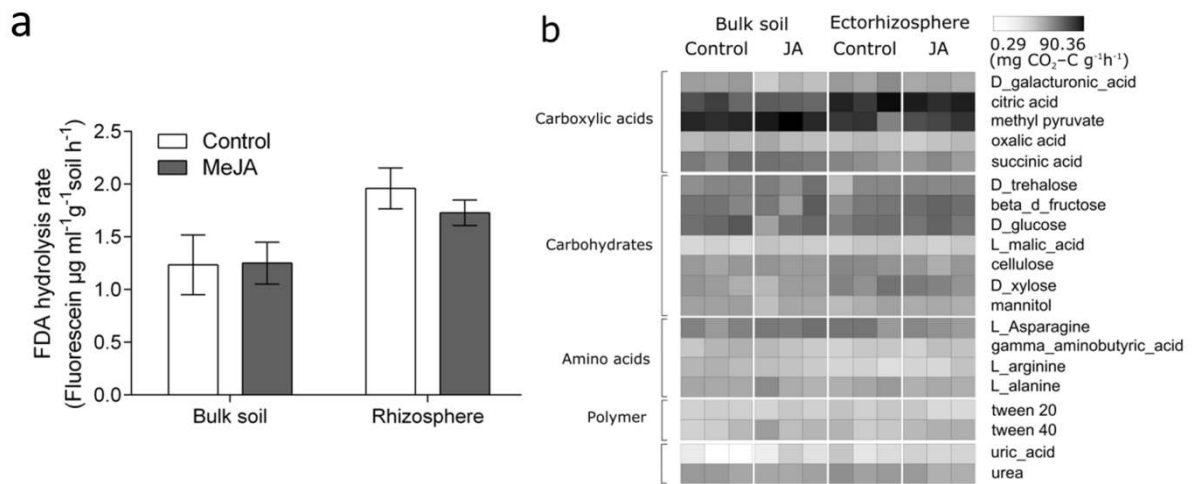 a
FDA hydrolysis rate
(Fluorescein µg ml⁻¹g⁻¹soil h⁻¹)
2.5
2.0
1.5
1.0
0.5
0.0
Control
MeJA
Bulk soil
Rhizosphere
b
Bulk soil
Ectorhizosphere
Control
JA
Control
JA
0.29 90.36
(mg CO₂–C g⁻¹h⁻¹)
Carboxylic acids
D_galacturonic_acid
citric acid
methyl pyruvate
oxalic acid
succinic acid
Carbohydrates
D_trehalose
beta_d_fructose
D_glucose
L_malic_acid
cellulose
D_xylose
mannitol
Amino acids
L_Asparagine
gamma_aminobutyric_acid
L_arginine
L_alanine
Polymer
tween 20
tween 40
uric_acid
urea